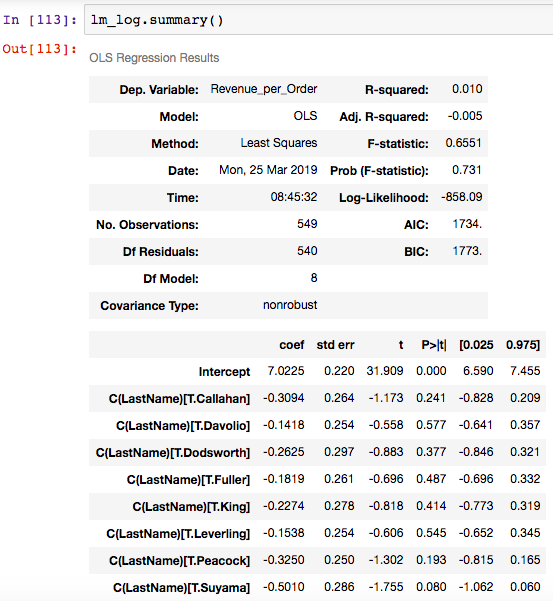 In [113]: lm_log.summary()
Out[113]: OLS Regression Results
Dep. Variable: Revenue_per_Order R-squared: 0.010
Model: OLS Adj. R-squared: -0.005
Method: Least Squares F-statistic: 0.6551
Date: Mon, 25 Mar 2019 Prob (F-statistic): 0.731
Time: 08:45:32 Log-Likelihood: -858.09
No. Observations: 549 AIC: 1734.
Df Residuals: 540 BIC: 1773.
Df Model: 8
Covariance Type: nonrobust
coef std err t P>|t| [0.025 0.975]
Intercept 7.0225 0.220 31.909 0.000 6.590 7.455
C(LastName)[T.Callahan] -0.3094 0.264 -1.173 0.241 -0.828 0.209
C(LastName)[T.Davolio] -0.1418 0.254 -0.558 0.577 -0.641 0.357
C(LastName)[T.Dodsworth] -0.2625 0.297 -0.883 0.377 -0.846 0.321
C(LastName)[T.Fuller] -0.1819 0.261 -0.696 0.487 -0.696 0.332
C(LastName)[T.King] -0.2274 0.278 -0.818 0.414 -0.773 0.319
C(LastName)[T.Leverling] -0.1538 0.254 -0.606 0.545 -0.652 0.345
C(LastName)[T.Peacock] -0.3250 0.250 -1.302 0.193 -0.815 0.165
C(LastName)[T.Suyama] -0.5010 0.286 -1.755 0.080 -1.062 0.060